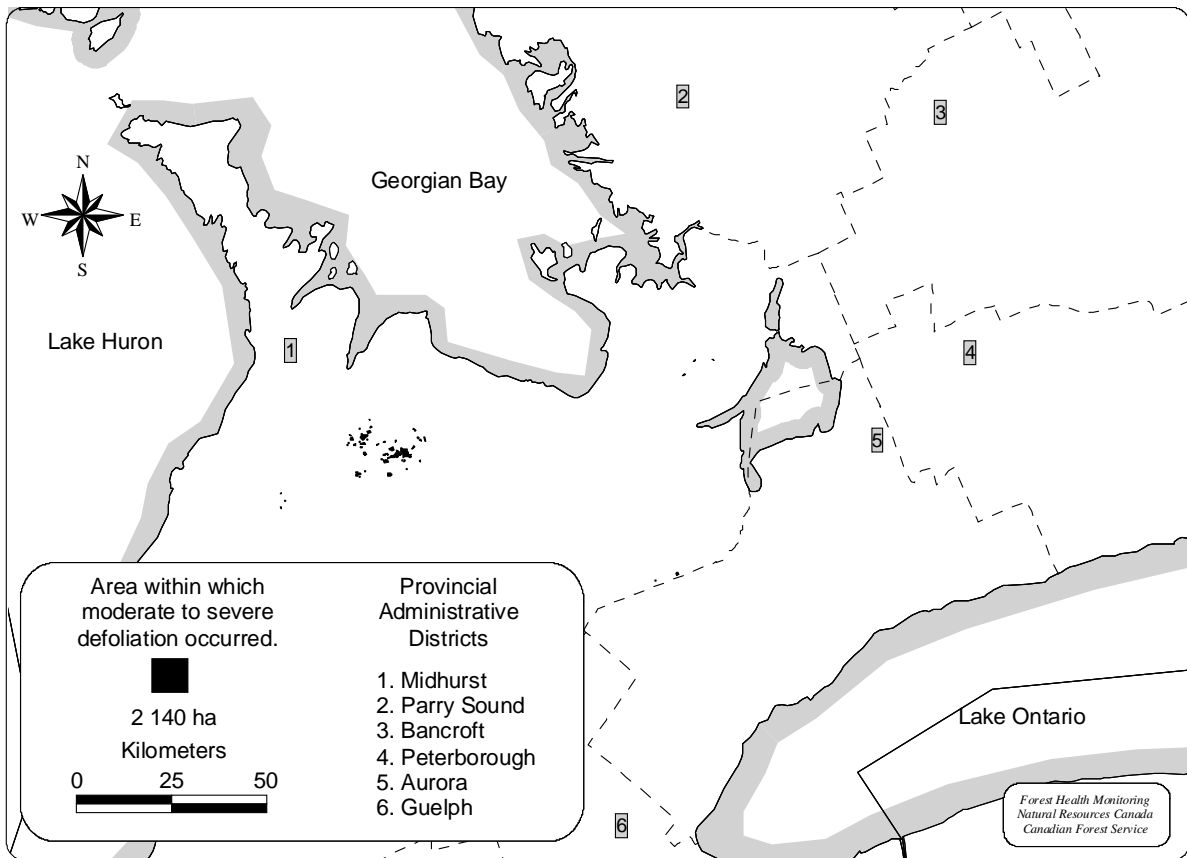 2
3
Georgian Bay
N
W
E
S
Lake Huron
1
4
5
Area within which
moderate to severe
defoliation occurred.
2 140 ha
Kilometers
0 25 50
Provincial
Administrative
Districts
1. Midhurst
2. Parry Sound
3. Bancroft
4. Peterborough
5. Aurora
6. Guelph
6
Lake Ontario
Forest Health Monitoring
Natural Resources Canada
Canadian Forest Service